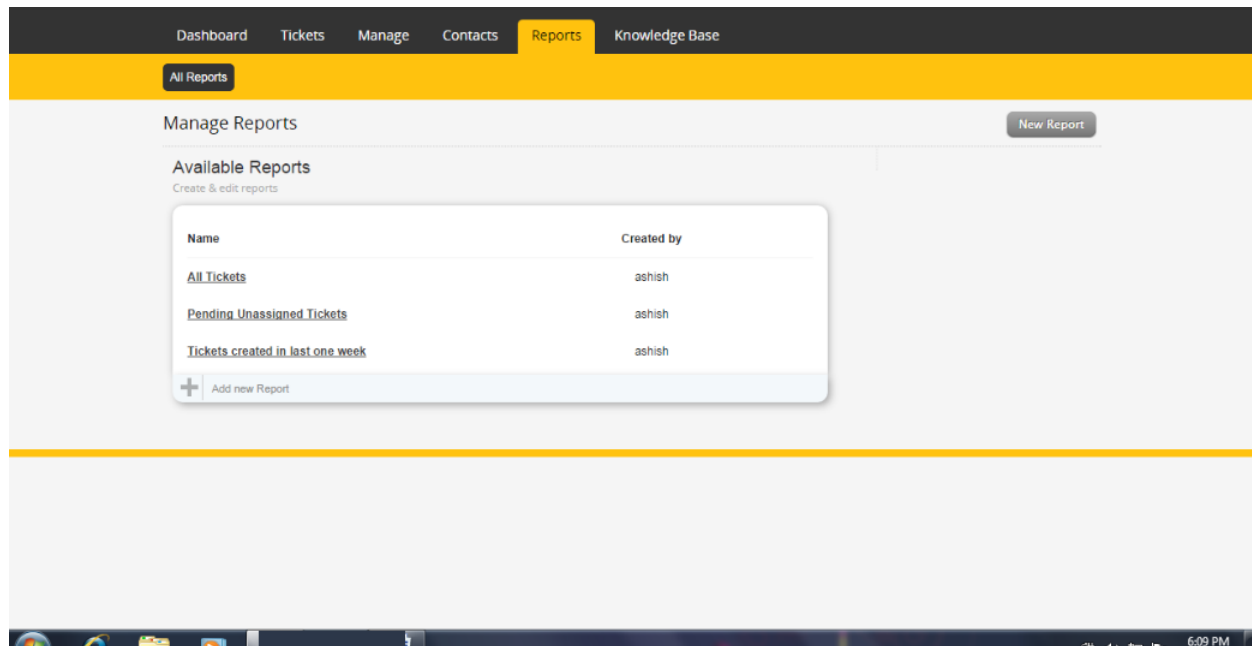 Dashboard Tickets Manage Contacts Reports Knowledge Base
All Reports
Manage Reports New Report
Available Reports
Create & edit reports
Name Created by
All Tickets ashish
Pending Unassigned Tickets ashish
Tickets created in last one week ashish
Add new Report
6:09 PM